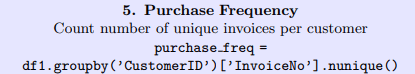 5. Purchase Frequency
Count number of unique invoices per customer
purchase_freq =
df1.groupby('CustomerID')['InvoiceNo'].nunique()